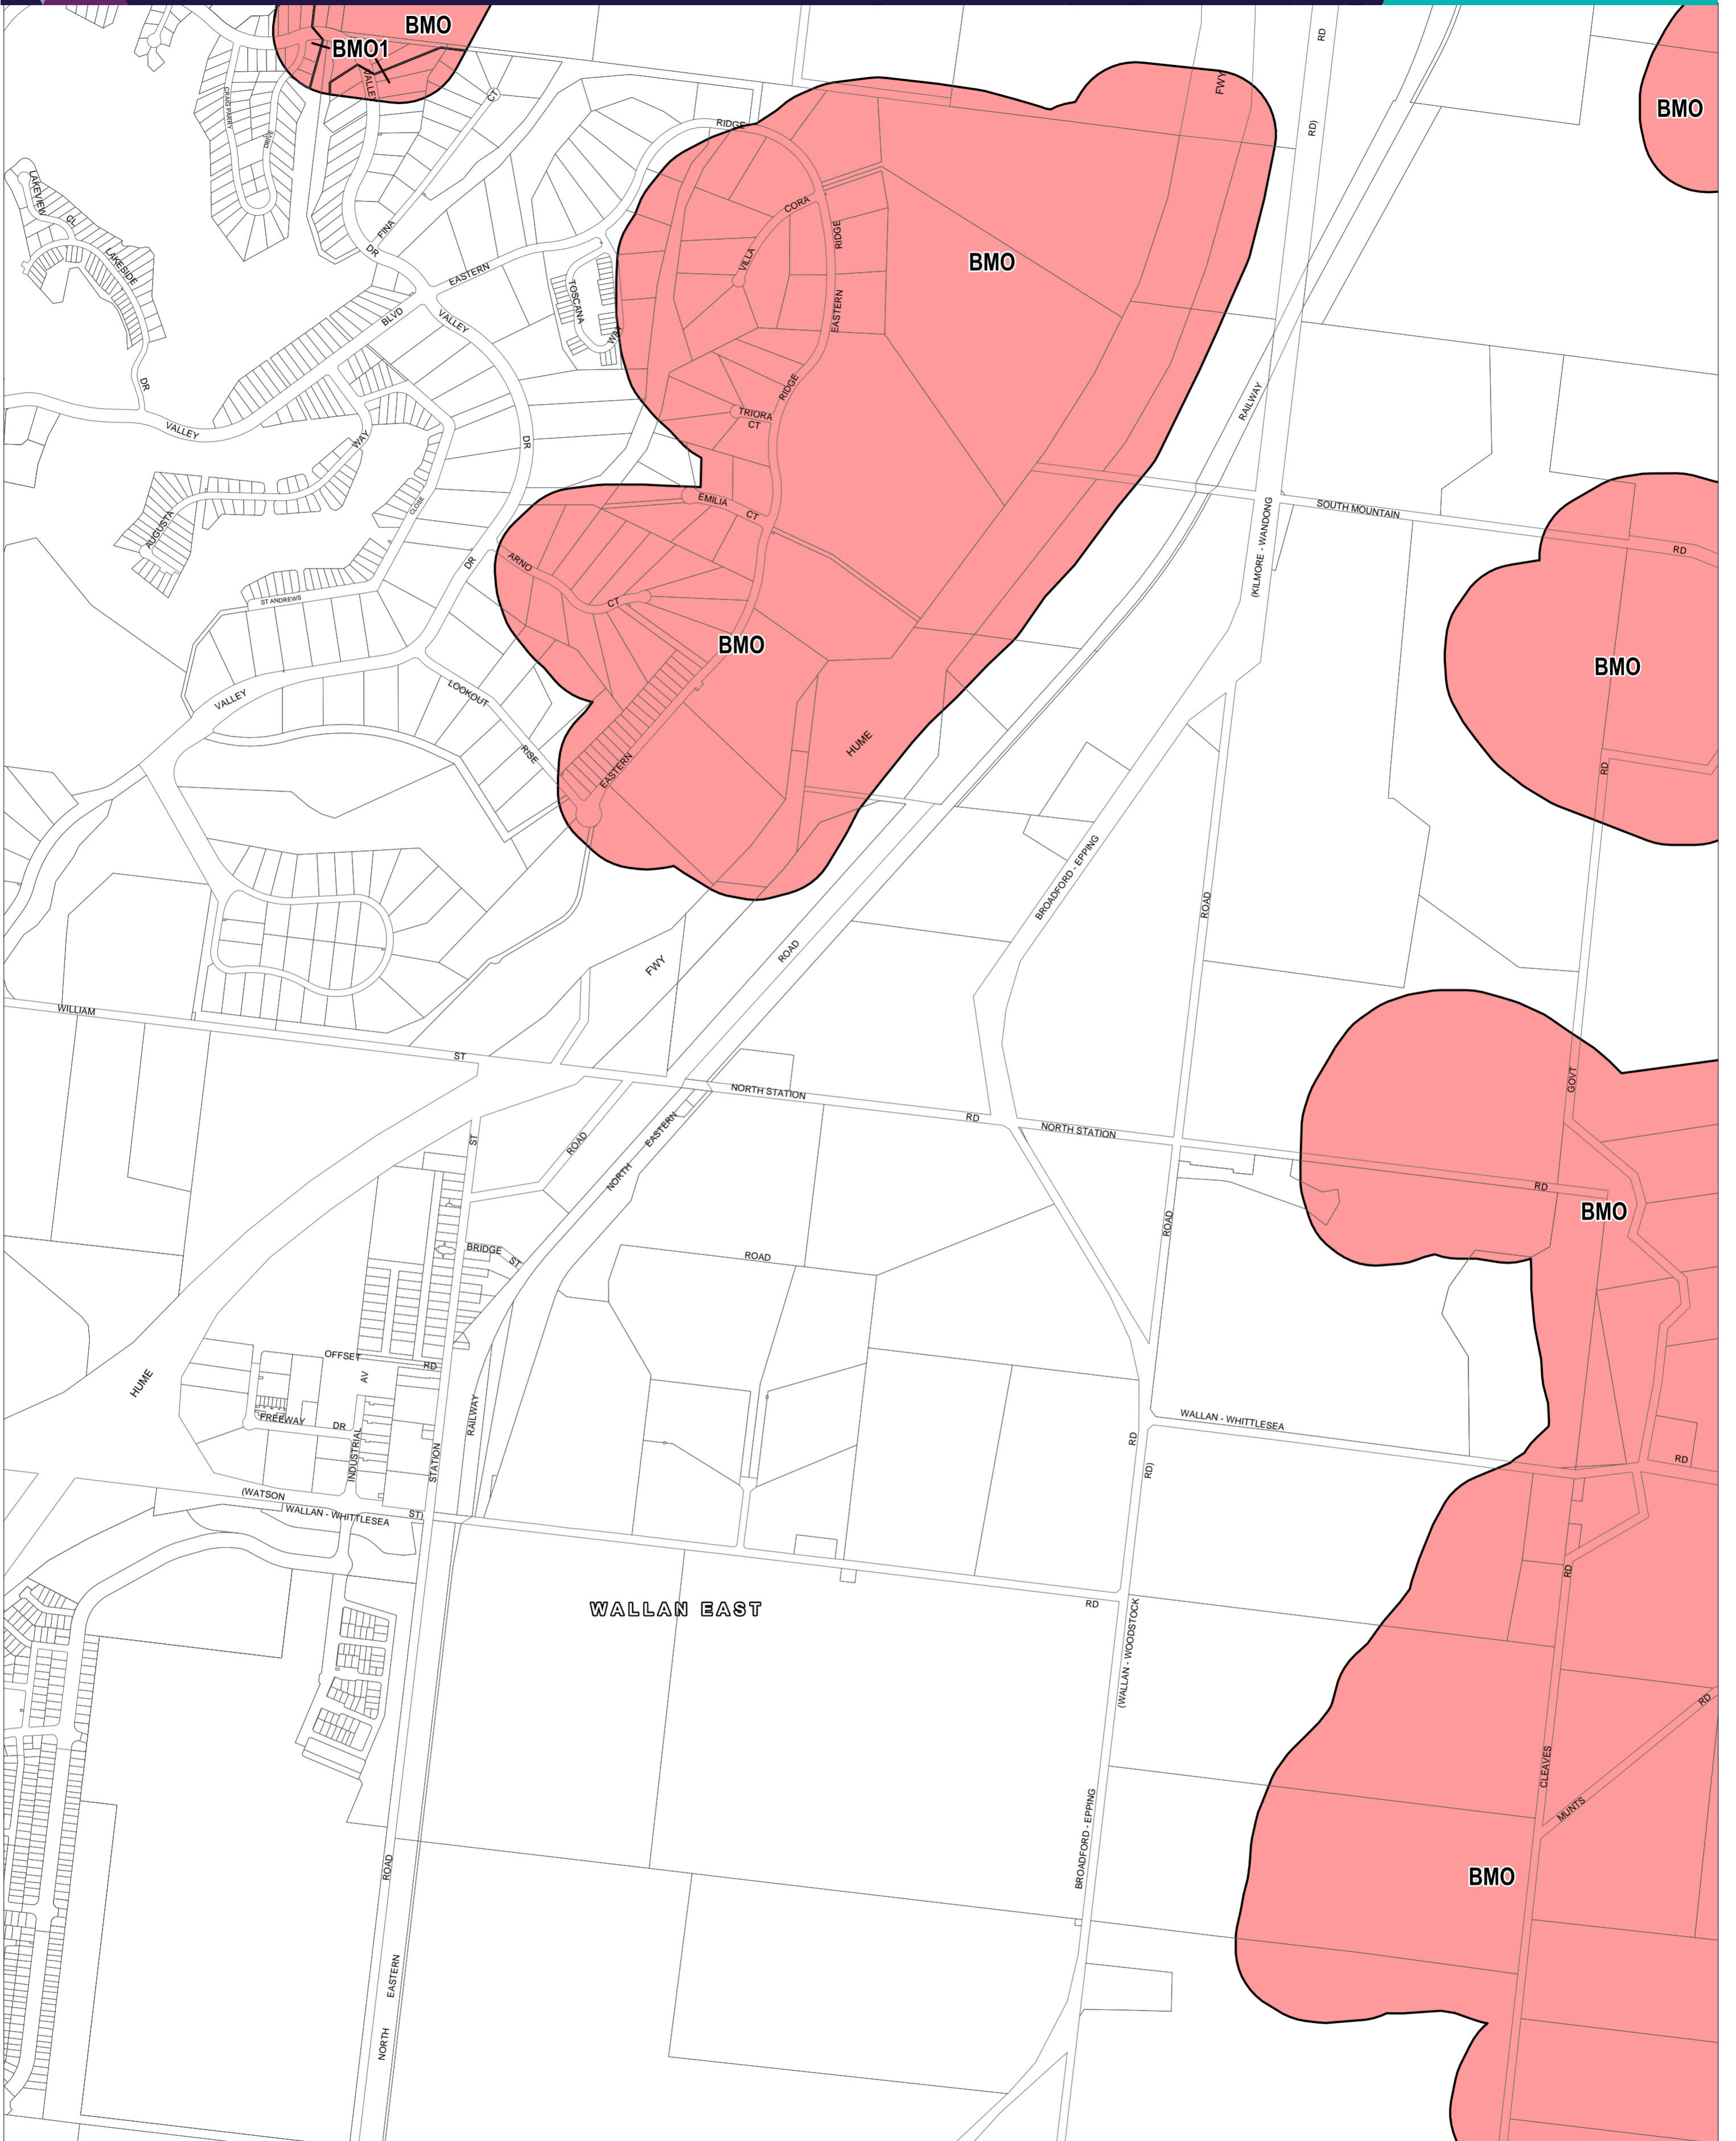 BMO
BMO1
VALLEY
CT
CRAIG PARRY
DRIVE
RIDGE
FWY
RD
RD)
BMO
LAKEVIEW
CL
LAKESIDE
DR
FINA
DR
EASTERN
TOSCANA
WAY
CORA
VILLA
RIDGE
EASTERN
BMO
BLVD
VALLEY
RAILWAY
RIDGE
TRIORA
CT
VALLEY
WAY
DR
AUGUSTA
CLOSE
EMILIA
CT
SOUTH MOUNTAIN
RD
(KILMORE - WANDONG
ARNO
CT
DR
ST ANDREWS
BMO
BMO
VALLEY
LOOKOUT
RISE
EASTERN
HUME
RD
BROADFORD - EPPING
ROAD
ROAD
FWY
WILLIAM
ST
NORTH STATION
RD
NORTH STATION
GOVT
ST
ROAD
EASTERN
NORTH
RD
BMO
ROAD
BRIDGE
ST
ROAD
OFFSET
RD
AV
HUME
FREEWAY
DR
INDUSTRIAL
STATION
RAILWAY
WALLAN - WHITTLESEA
RD
RD)
RD
(WATSON
WALLAN - WHITTLESEA
ST)
RD
WALLAN EAST
RD
(WALLAN - WOODSTOCK
RD
CLEAVES
MUNTS
BROADFORD - EPPING
BMO
ROAD
EASTERN
NORTH